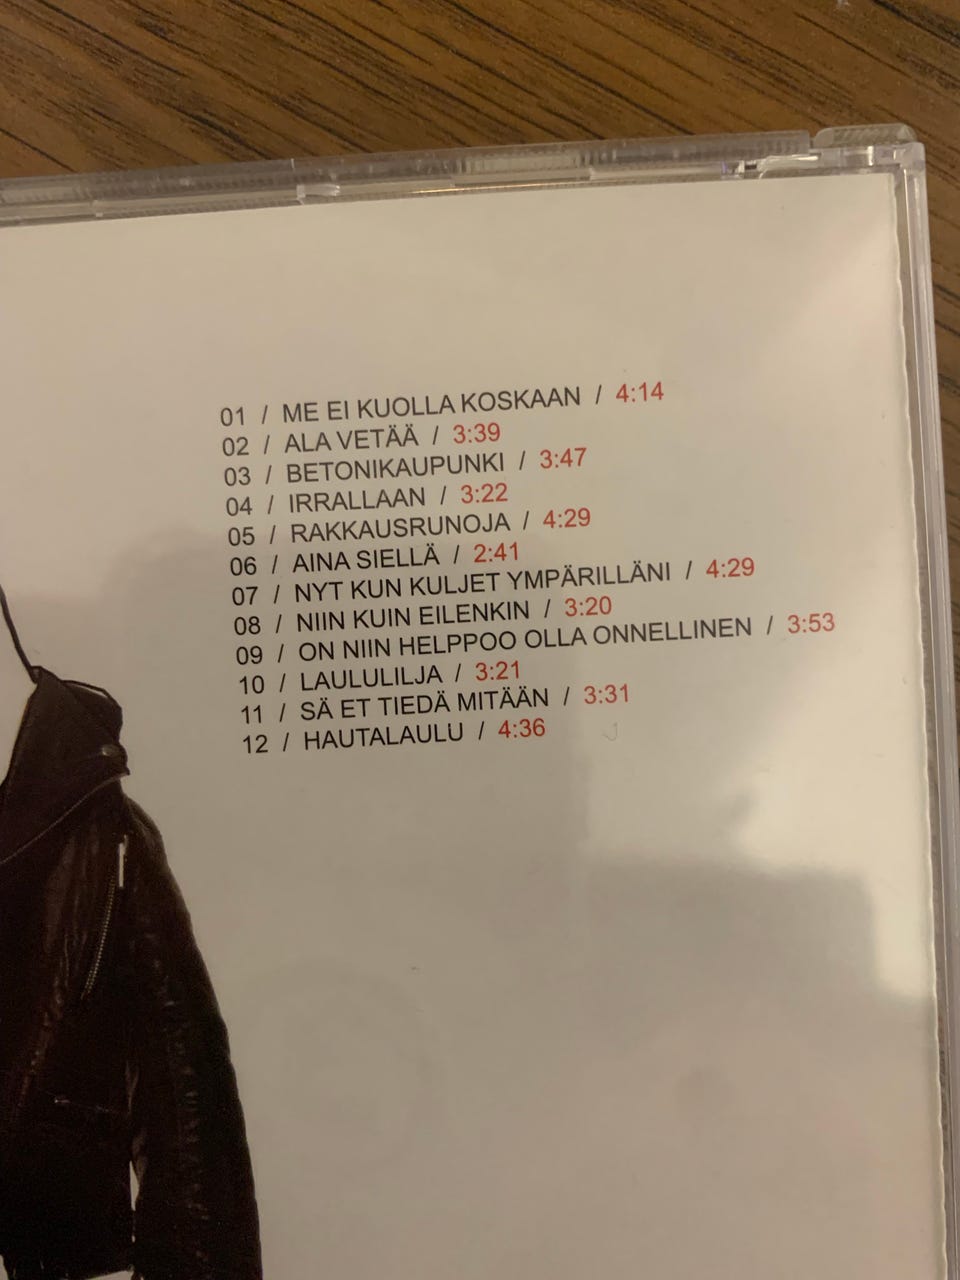 01 / ME EI KUOLLA KOSKAAN / 4:14
02 / ALA VETÄÄ / 3:39
03 / BETONIKAUPUNKI / 3:47
04 / IRRALLAAN / 3:22
05 / RAKKAUSRUNOJA / 4:29
06 / AINA SIELLÄ / 2:41
07 / NYT KUN KULJET YMPÄRILLÄNI / 4:29
08 / NIIN KUIN EILENKIN / 3:20
09 / ON NIIN HELPPOO OLLA ONNELLINEN / 3:53
10 / LAULULILJA / 3:21
11 / SÄ ET TIEDÄ MITÄÄN / 3:31
12 / HAUTALAULU / 4:36